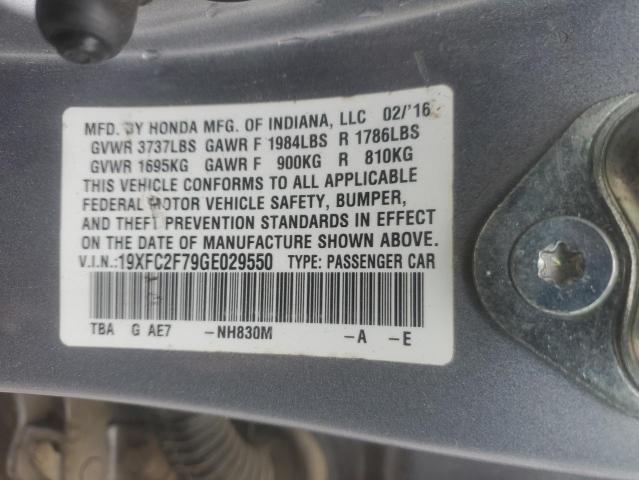 MFD. BY HONDA MFG. OF INDIANA, LLC 02/'16
GVWR 3737LBS GAWR F 1984LBS R 1786LBS
GVWR 1695KG GAWR F 900KG R 810KG
THIS VEHICLE CONFORMS TO ALL APPLICABLE
FEDERAL MOTOR VEHICLE SAFETY, BUMPER,
AND THEFT PREVENTION STANDARDS IN EFFECT
ON THE DATE OF MANUFACTURE SHOWN ABOVE.
V.I.N.:19XFC2F79GE029550 TYPE: PASSENGER CAR
TBA G AE7 -NH830M -A -E